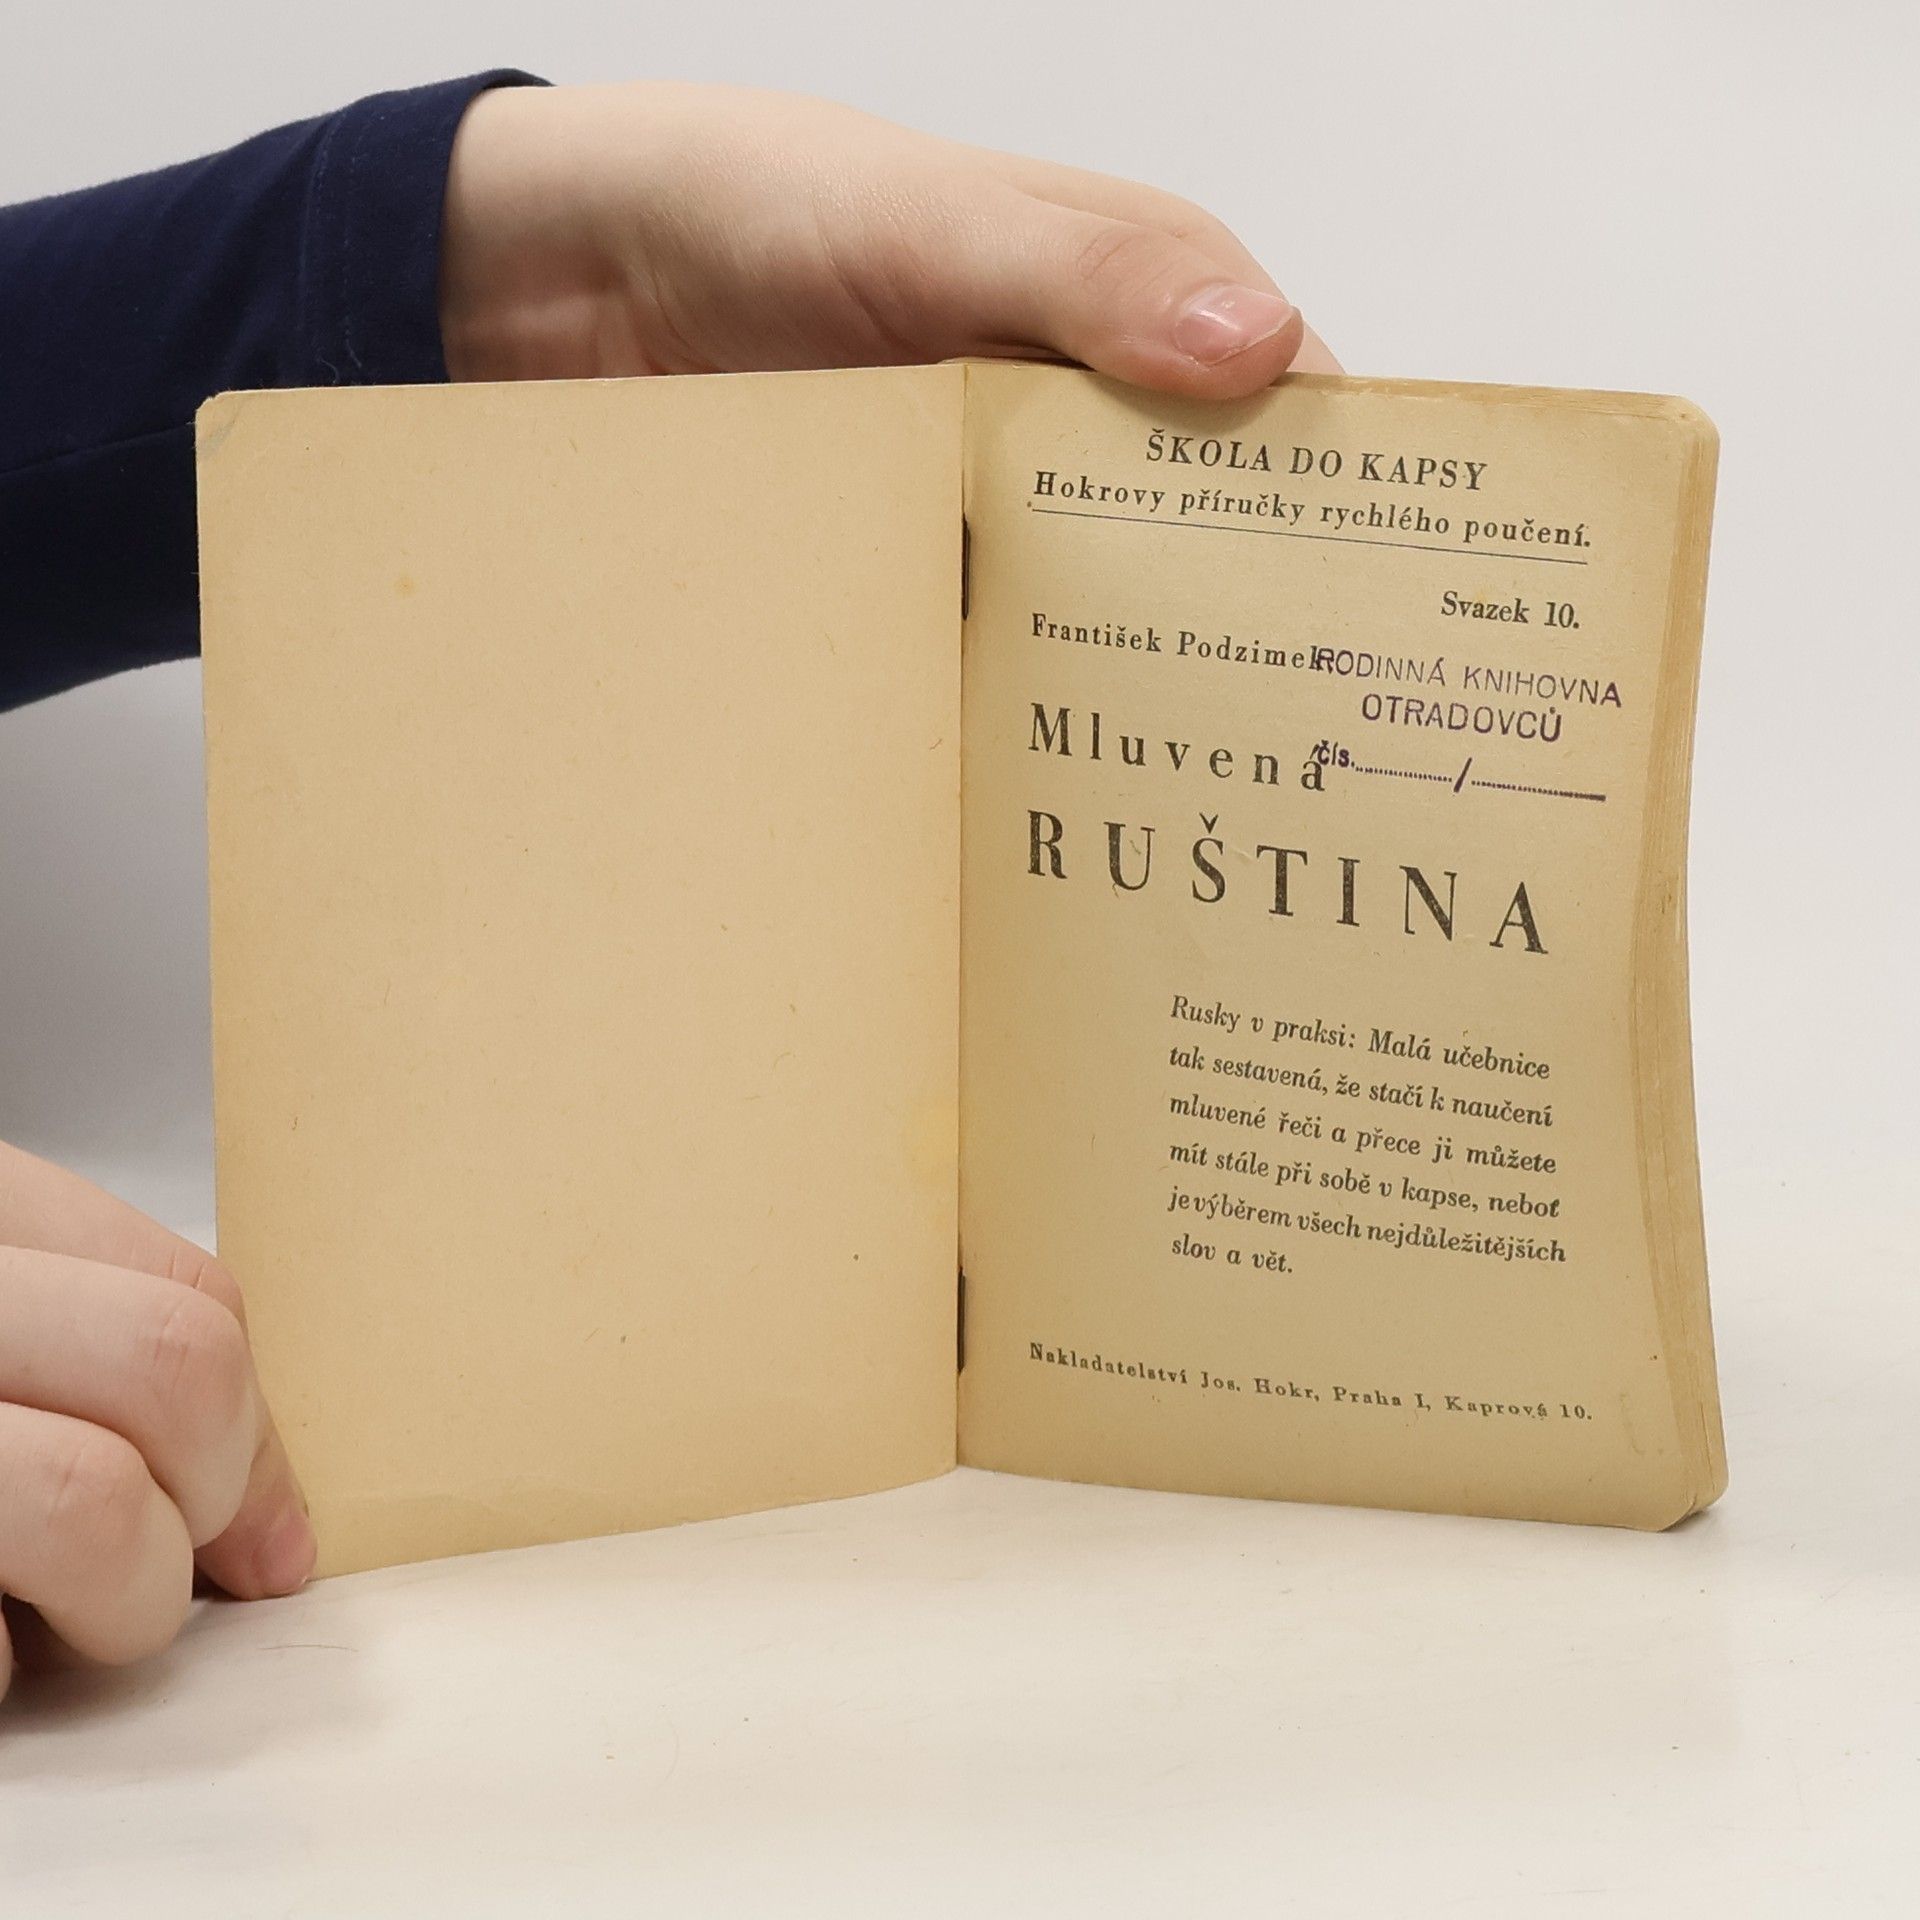 ŠKOLA DO KAPSY
Hokrovy příručky rychlého poučení.
Svazek 10.
František Podzimek
RODINNÁ KNIHOVNA
OTRADOVCŮ
čís. ........../..........
Mluvená
RUŠTINA
Rusky v praksi: Malá učebnice
tak sestavená, že stačí k naučení
mluvené řeči a přece ji můžete
mít stále při sobě v kapse, neboť
je výběrem všech nejdůležitějších
slov a vět.
Nakladatelství Jos. Hokr, Praha I, Kaprová 10.